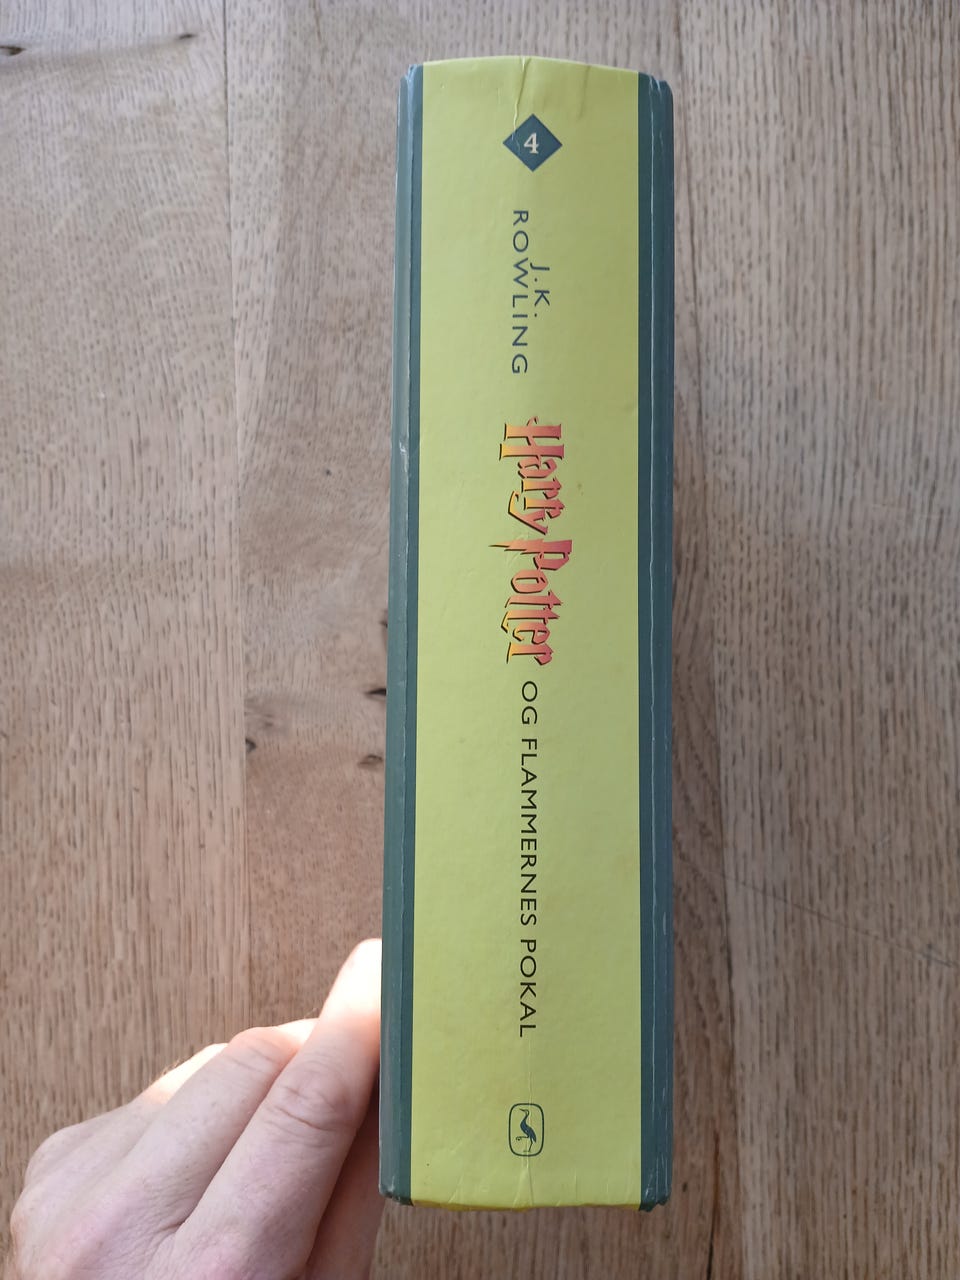 4
J.K.
ROWLING
Harry Potter
OG FLAMMERNES POKAL